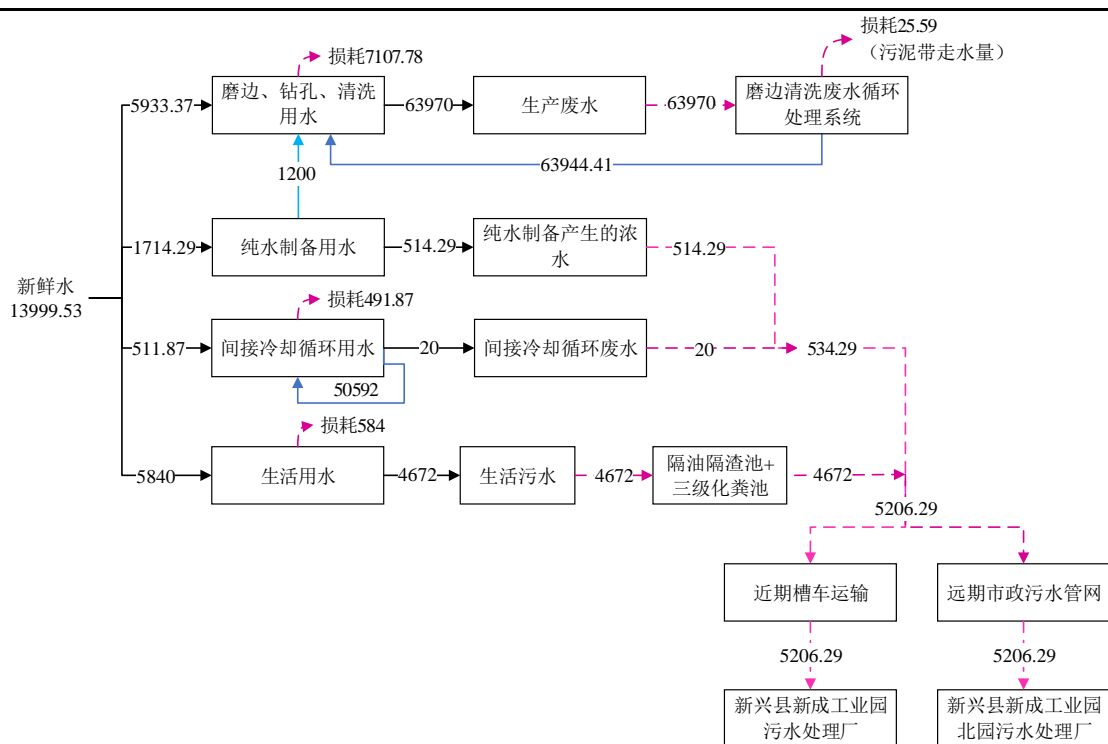 损耗25.59
（污泥带走水量）
损耗7107.78
5933.37
磨边、钻孔、清洗
用水
63970
生产废水
63970
磨边清洗废水循环
处理系统
63944.41
1200
1714.29
纯水制备用水
514.29
纯水制备产生的浓
水
514.29
新鲜水
13999.53
损耗491.87
511.87
间接冷却循环用水
20
间接冷却循环废水
20
534.29
50592
损耗584
5840
生活用水
4672
生活污水
4672
隔油隔渣池+
三级化粪池
4672
5206.29
近期槽车运输
远期市政污水管网
5206.29
5206.29
新兴县新成工业园
污水处理厂
新兴县新成工业园
北园污水处理厂